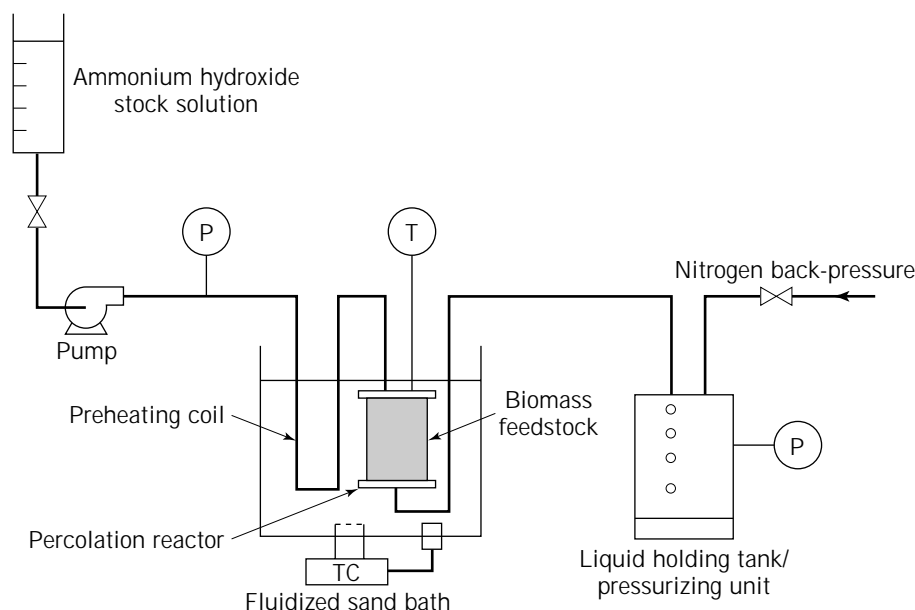 Ammonium hydroxide
stock solution
P
T
Nitrogen back-pressure
Pump
Preheating coil
Biomass
feedstock
P
Percolation reactor
TC
Fluidized sand bath
Liquid holding tank/
pressurizing unit